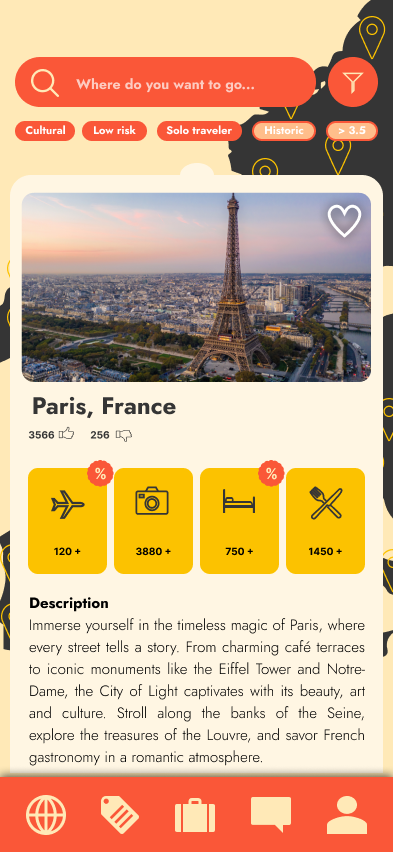 Where do you want to go...
Cultural Low risk Solo traveler Historic > 3.5
Paris, France
3566 256
% %
120 + 3880 + 750 + 1450 +
Description
Immerse yourself in the timeless magic of Paris, where
every street tells a story. From charming café terraces
to iconic monuments like the Eiffel Tower and Notre-
Dame, the City of Light captivates with its beauty, art
and culture. Stroll along the banks of the Seine,
explore the treasures of the Louvre, and savor French
gastronomy in a romantic atmosphere.